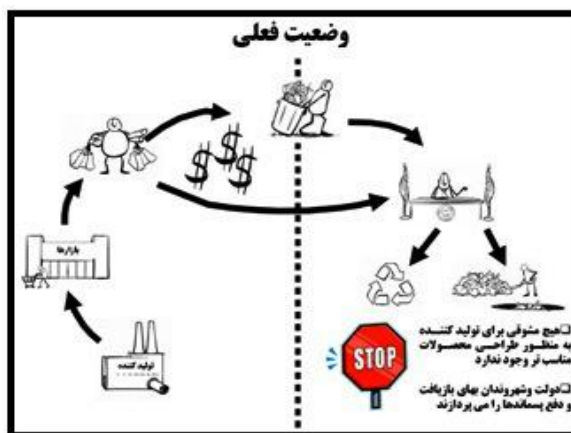 وضعیت فعلی
$ $ $
بازارها
تولید کننده
STOP
❑هیچ مشوقی برای تولید کننده
به منظور طراحی محصولات
مناسب تر وجود ندارد
❑دولت وشهروندان بهای بازیافت
و دفع پسماندها را می پردازند